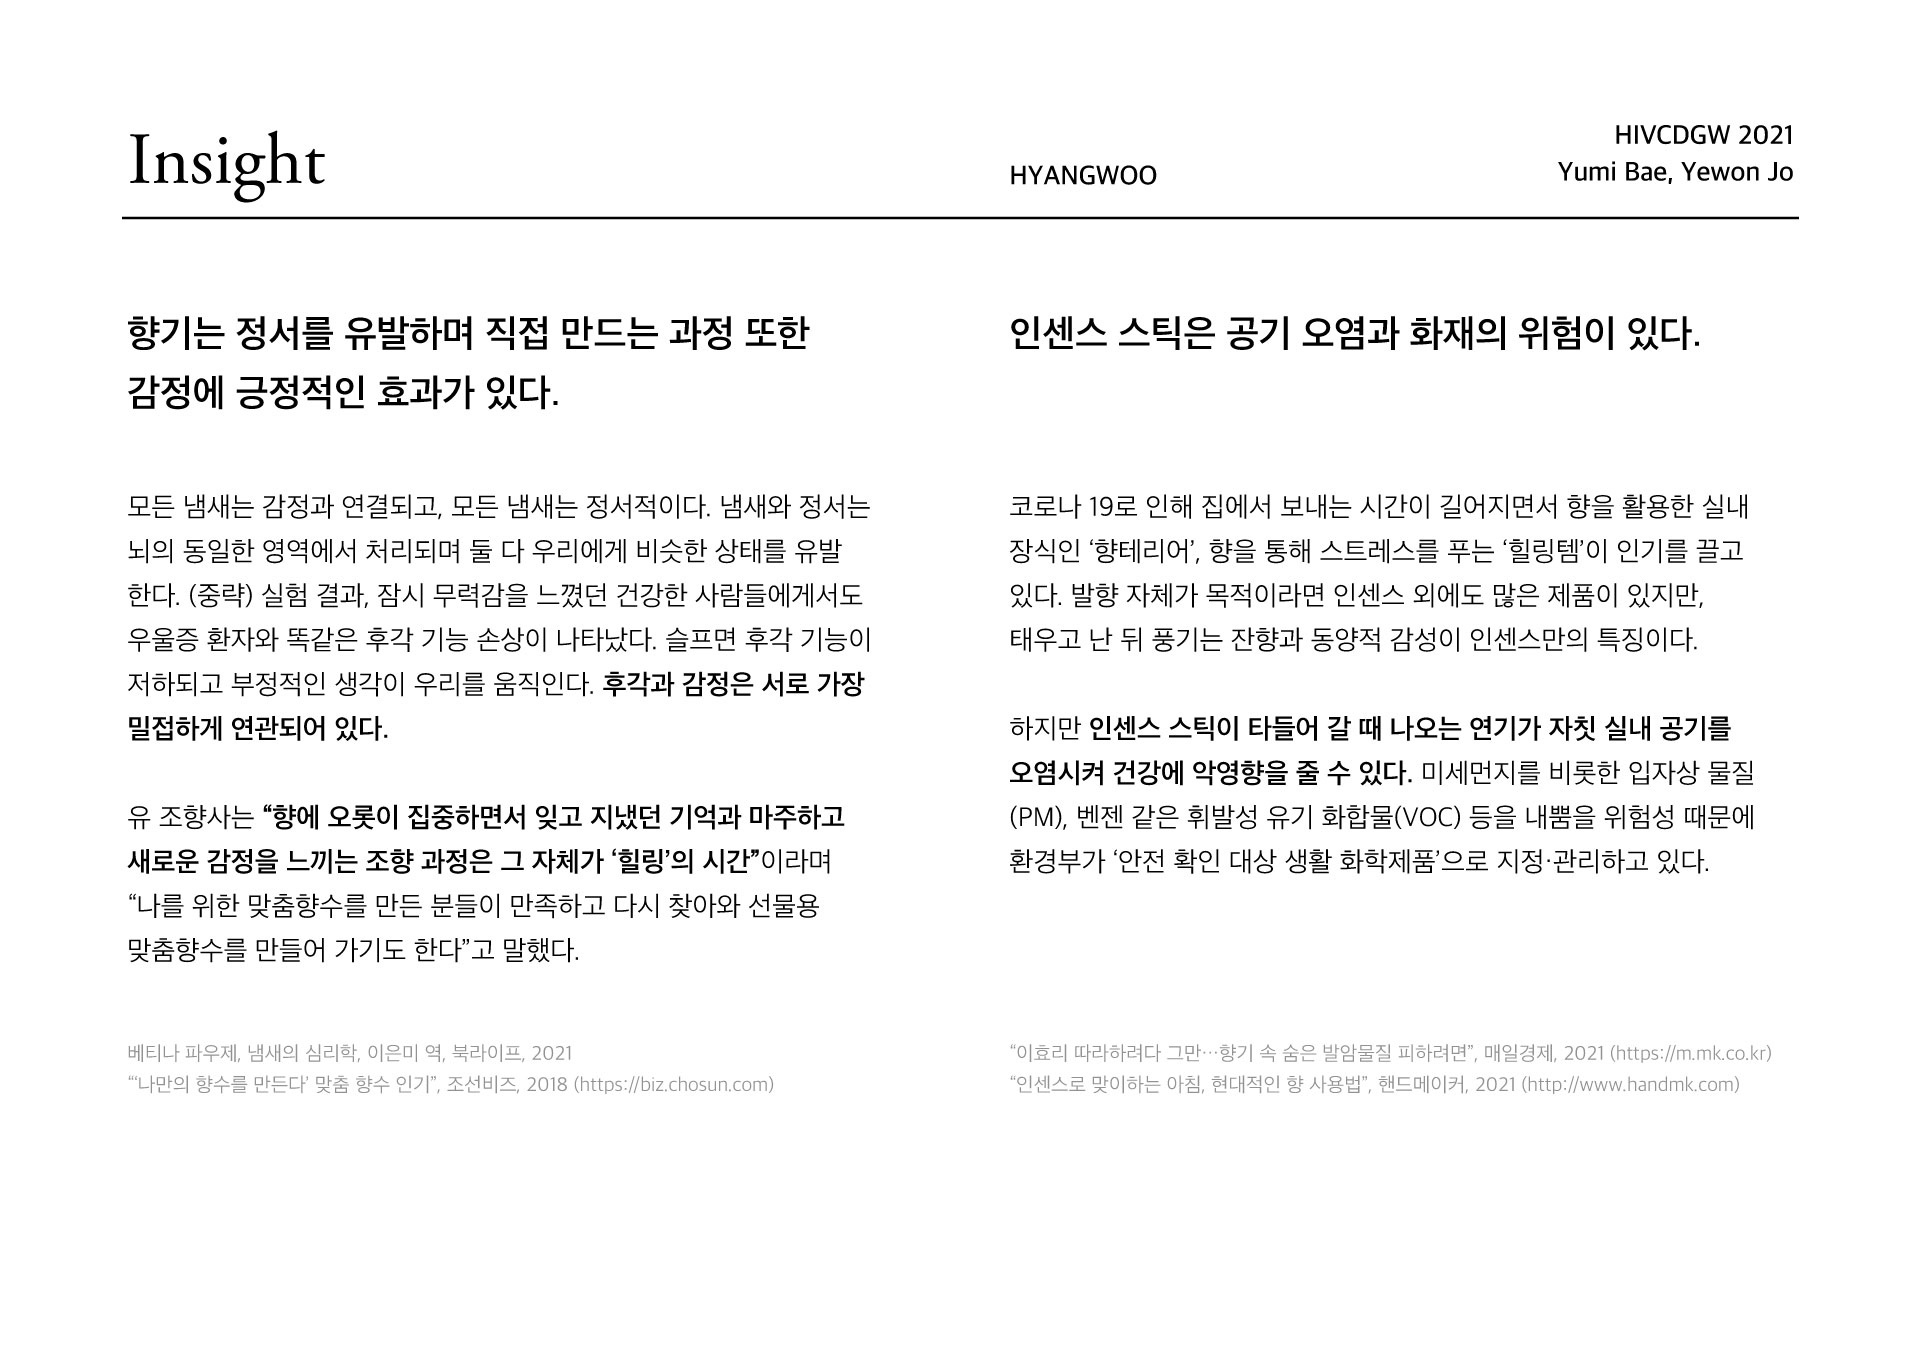 Insight
HYANGWOO
HIVCDGW 2021
Yumi Bae, Yewon Jo
향기는 정서를 유발하며 직접 만드는 과정 또한
감정에 긍정적인 효과가 있다.
모든 냄새는 감정과 연결되고, 모든 냄새는 정서적이다. 냄새와 정서는
뇌의 동일한 영역에서 처리되며 둘 다 우리에게 비슷한 상태를 유발
한다. (중략) 실험 결과, 잠시 무력감을 느꼈던 건강한 사람들에게서도
우울증 환자와 똑같은 후각 기능 손상이 나타났다. 슬프면 후각 기능이
저하되고 부정적인 생각이 우리를 움직인다. 후각과 감정은 서로 가장
밀접하게 연관되어 있다.
유 조향사는 “향에 오롯이 집중하면서 잊고 지냈던 기억과 마주하고
새로운 감정을 느끼는 조향 과정은 그 자체가 ‘힐링’의 시간”이라며
“나를 위한 맞춤향수를 만든 분들이 만족하고 다시 찾아와 선물용
맞춤향수를 만들어 가기도 한다”고 말했다.
베티나 파우제, 냄새의 심리학, 이은미 역, 북라이프, 2021
“‘나만의 향수를 만든다’ 맞춤 향수 인기”, 조선비즈, 2018 (https://biz.chosun.com)
인센스 스틱은 공기 오염과 화재의 위험이 있다.
코로나 19로 인해 집에서 보내는 시간이 길어지면서 향을 활용한 실내
장식인 ‘향테리어’, 향을 통해 스트레스를 푸는 ‘힐링템’이 인기를 끌고
있다. 발향 자체가 목적이라면 인센스 외에도 많은 제품이 있지만,
태우고 난 뒤 풍기는 잔향과 동양적 감성이 인센스만의 특징이다.
하지만 인센스 스틱이 타들어 갈 때 나오는 연기가 자칫 실내 공기를
오염시켜 건강에 악영향을 줄 수 있다. 미세먼지를 비롯한 입자상 물질
(PM), 벤젠 같은 휘발성 유기 화합물(VOC) 등을 내뿜을 위험성 때문에
환경부가 ‘안전 확인 대상 생활 화학제품’으로 지정·관리하고 있다.
“이효리 따라하려다 그만…향기 속 숨은 발암물질 피하려면”, 매일경제, 2021 (https://m.mk.co.kr)
“인센스로 맞이하는 아침, 현대적인 향 사용법”, 핸드메이커, 2021 (http://www.handmk.com)